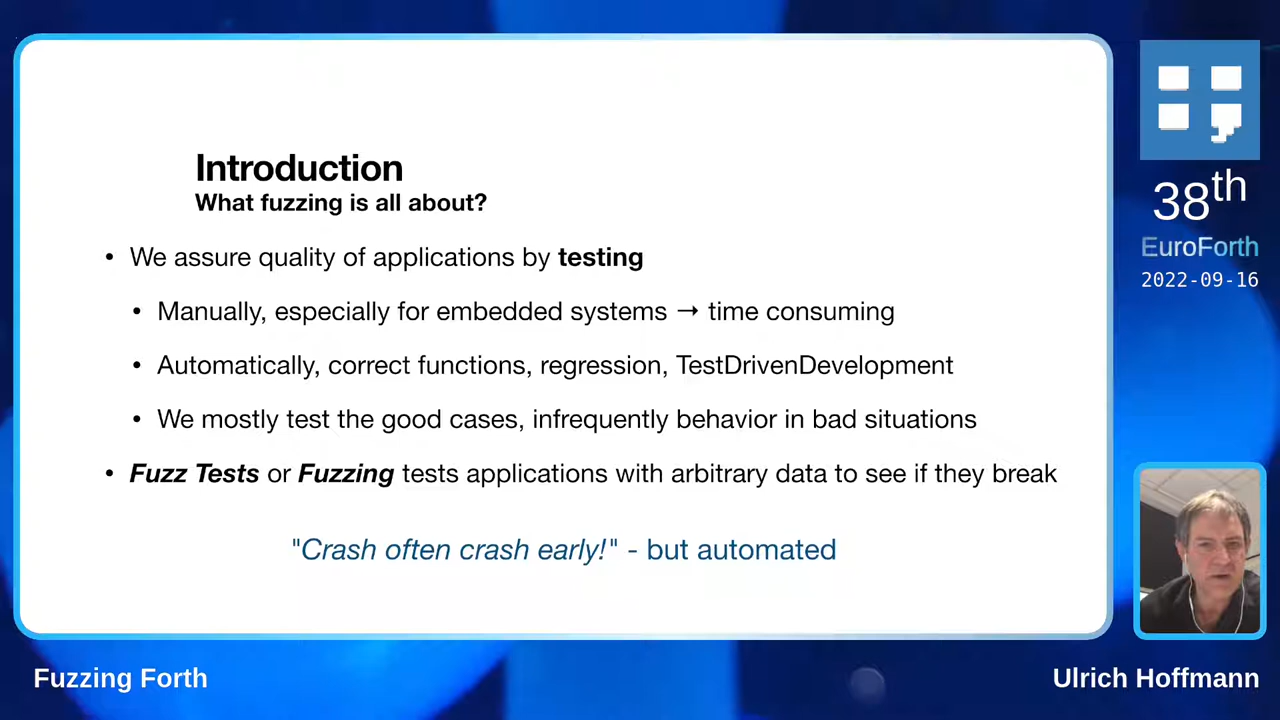 Introduction
What fuzzing is all about?
• We assure quality of applications by testing
• Manually, especially for embedded systems → time consuming
• Automatically, correct functions, regression, TestDrivenDevelopment
• We mostly test the good cases, infrequently behavior in bad situations
• Fuzz Tests or Fuzzing tests applications with arbitrary data to see if they break
"Crash often crash early!" - but automated
38th
EuroForth
2022-09-16
Fuzzing Forth
Ulrich Hoffmann